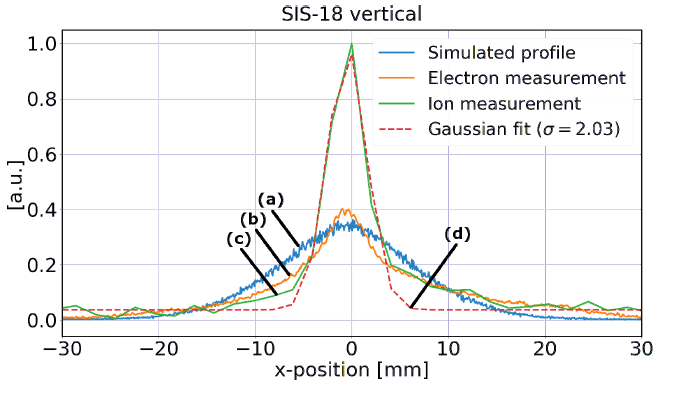 SIS-18 vertical
[a.u.]
1.0
0.8
0.6
0.4
0.2
0.0
Simulated profile
Electron measurement
Ion measurement
Gaussian fit (σ = 2.03)
(a)
(b)
(c)
(d)
−30
−20
−10
0
10
20
30
x-position [mm]